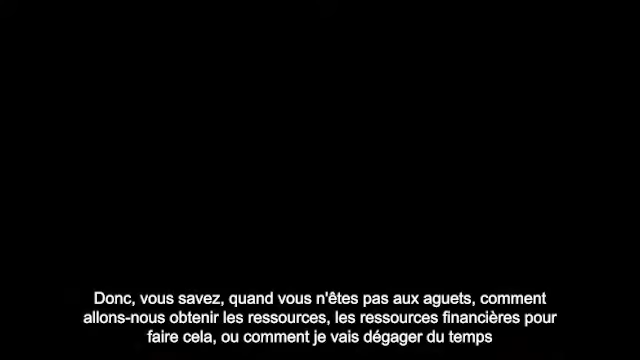 Donc, vous savez, quand vous n'êtes pas aux aguets, comment
allons-nous obtenir les ressources, les ressources financières pour
faire cela, ou comment je vais dégager du temps